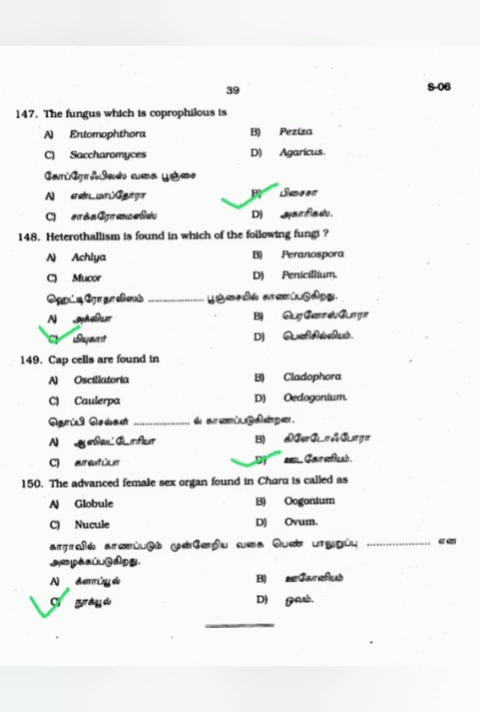 39
S-06
147. The fungus which is coprophilous is
A) Entomophthora B) Peziza
C) Saccharomyces D) Agaricus.
கோப்ரோஃபிலஸ் வகை பூஞ்சை
A) என்டமாப்தோரா B) பிசைசா
C) சாக்கரோமைஸிஸ் D) அகாரிகஸ்.
148. Heterothallism is found in which of the following fungi ?
A) Achlya B) Peranospora
C) Mucor D) Penicillium.
ஹெட்டிரோதாலிஸம் .................... பூஞ்சையில் காணப்படுகிறது.
A) அக்லியா B) பெரனோஸ்போரா
C) மியுகார் D) பெனிசில்லியம்.
149. Cap cells are found in
A) Oscillatoria B) Cladophora
C) Caulerpa D) Oedogonium.
தொப்பி செல்கள் .................... ல் காணப்படுகின்றன.
A) ஆஸிலட்டோரியா B) கிளேடோஃபோரா
C) காலர்ப்பா D) ஊடகோனியம்.
150. The advanced female sex organ found in Chara is called as
A) Globule B) Oogonium
C) Nucule D) Ovum.
காராவில் காணப்படும் முன்னேறிய வகை பெண் பாலுறுப்பு .................... என
அழைக்கப்படுகிறது.
A) க்ளாப்யூல் B) ஊகோனியம்
C) நூக்யூல் D) ஓவம்.